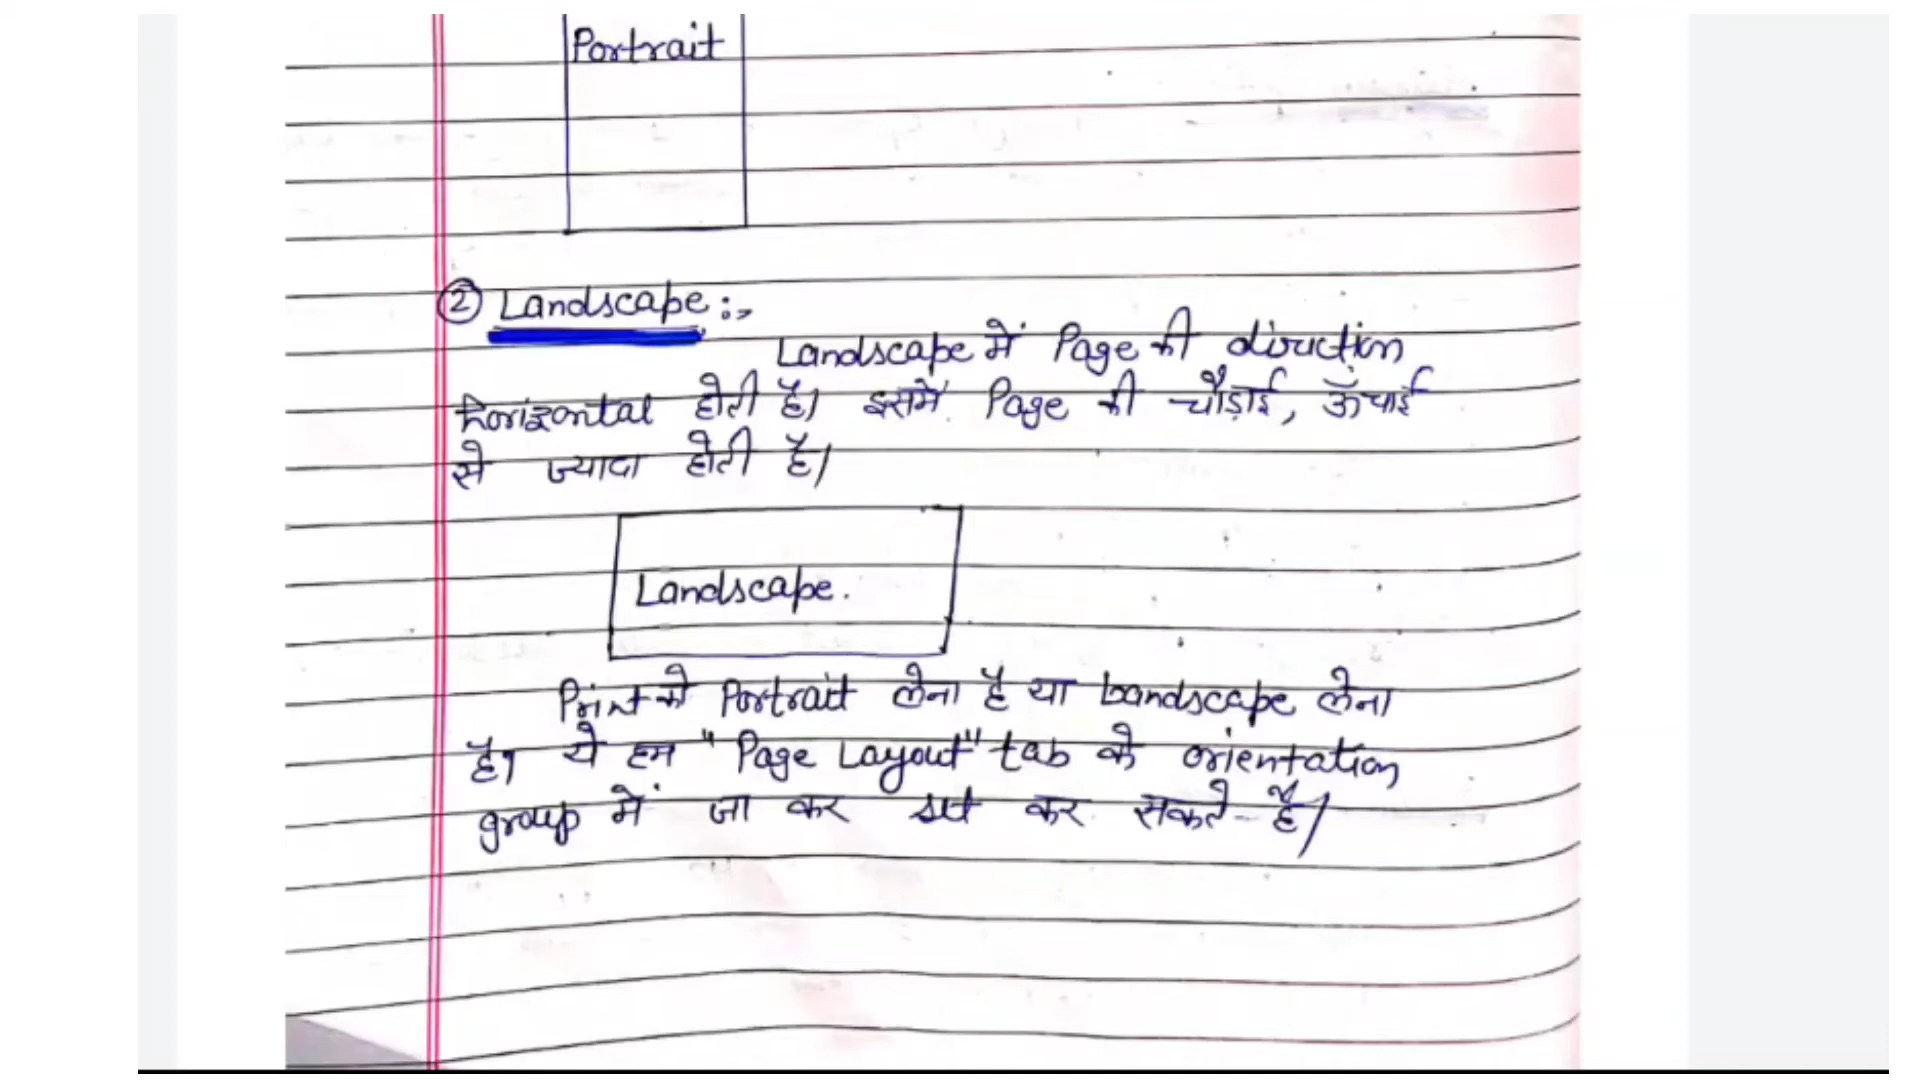 Portrait
② Landscape :-
Landscape में Page की direction
horizontal होती है। इसमें Page की चौड़ाई, ऊँचाई
से ज्यादा होती है।
Landscape.
Print को Portrait लेना है या Landscape लेना
है। ये हम "Page Layout" tab के orientation
group में जा कर set कर सकते हैं।